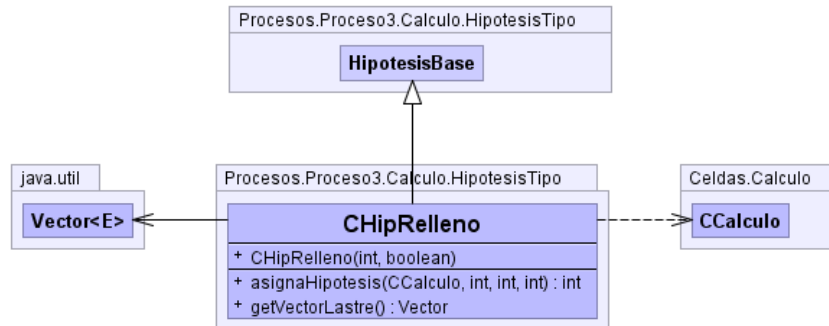 Procesos.Proceso3.Calculo.HipotesisTipo
HipotesisBase
java.util
Procesos.Proceso3.Calculo.HipotesisTipo
Celdas.Calculo
Vector<E>
CHipRelleno
CCalculo
+ CHipRelleno(int, boolean)
+ asignaHipotesis(CCalculo, int, int, int) : int
+ getVectorLastre() : Vector